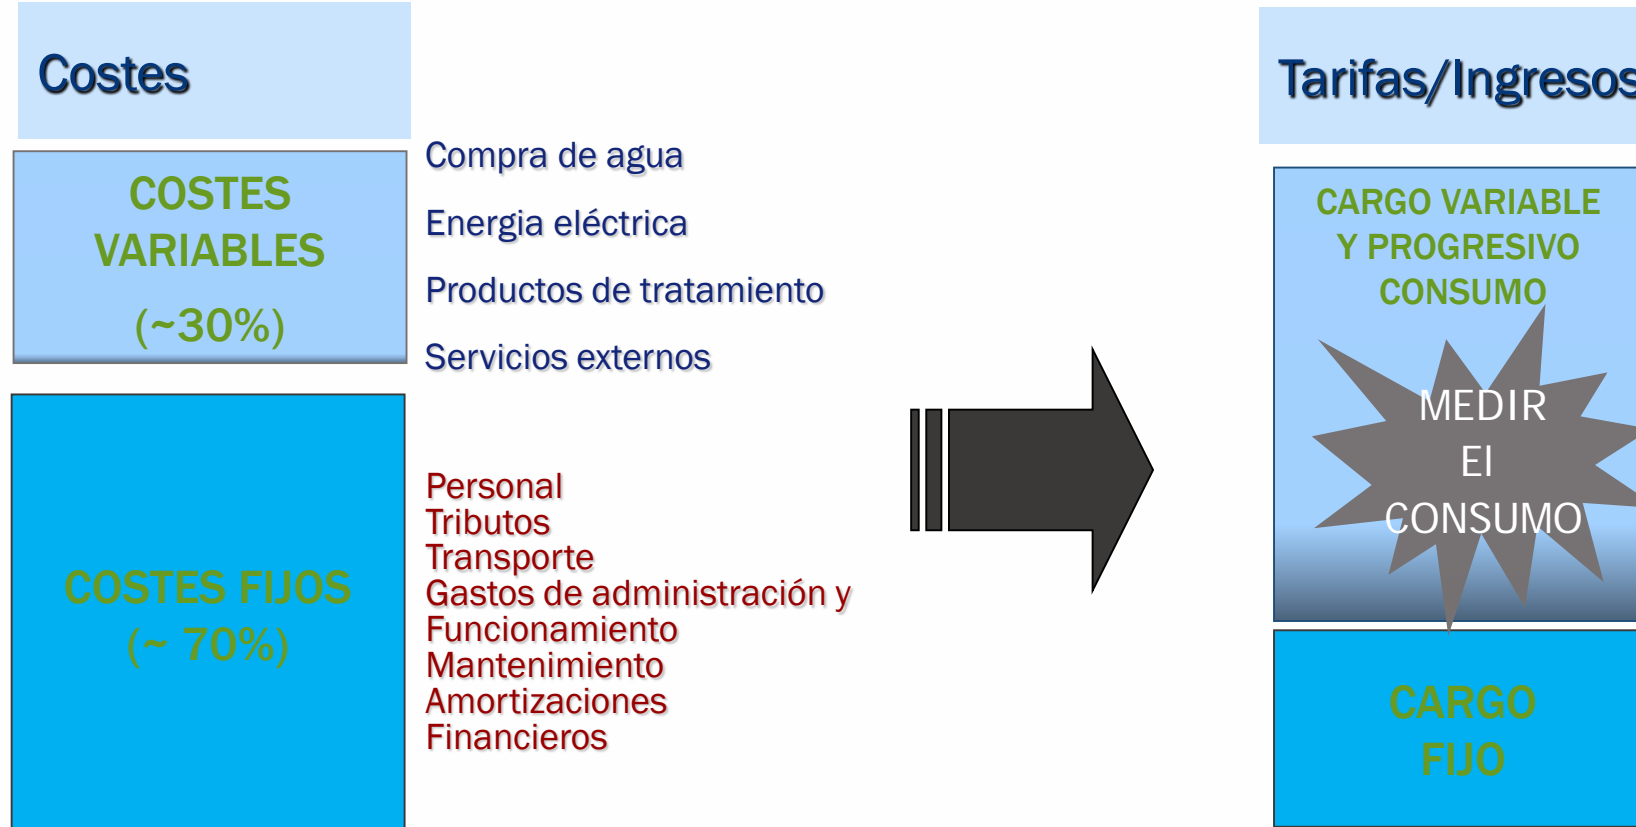 Costes
COSTES
VARIABLES
(~30%)
Compra de agua
Energia eléctrica
Productos de tratamiento
Servicios externos
COSTES FIJOS
(~ 70%)
Personal
Tributos
Transporte
Gastos de administración y
Funcionamiento
Mantenimiento
Amortizaciones
Financieros
Tarifas/Ingresos
CARGO VARIABLE
Y PROGRESIVO
CONSUMO
MEDIR
El
CONSUMO
CARGO
FIJO